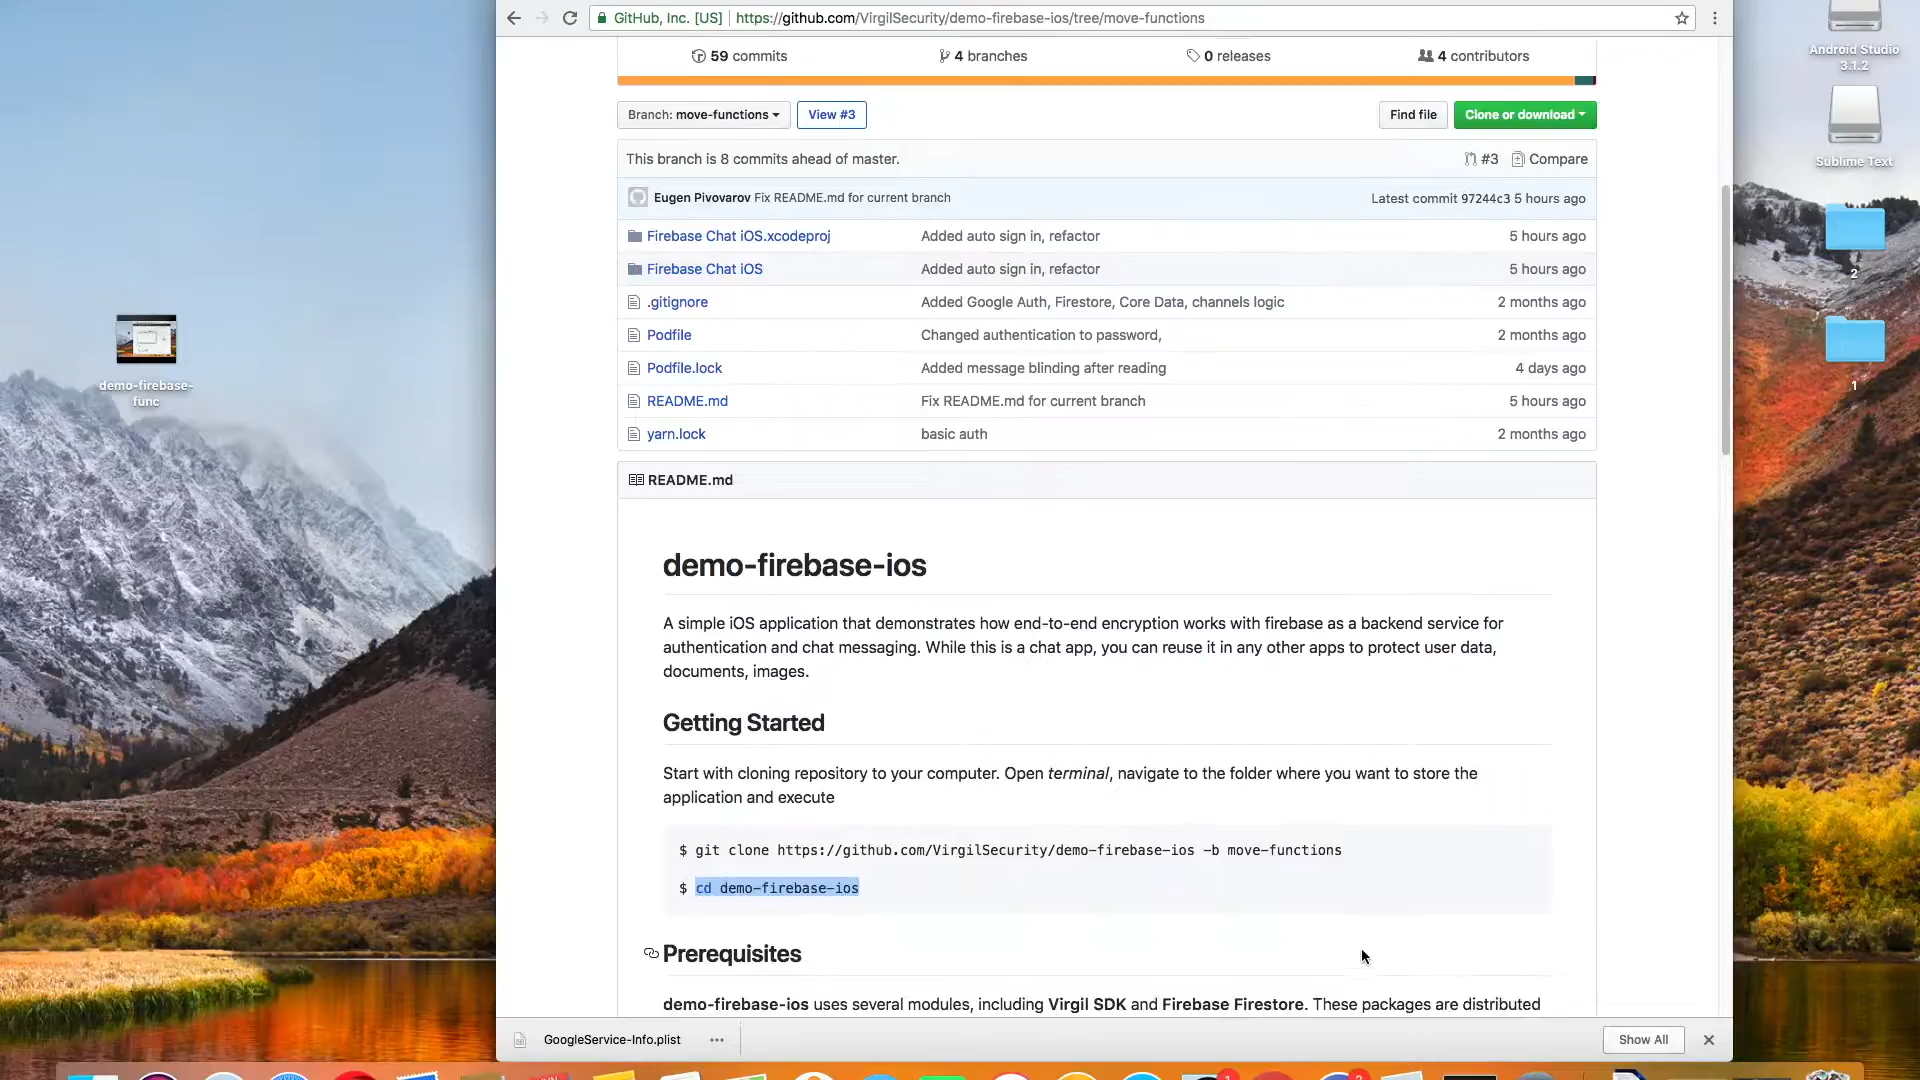 GitHub, Inc. [US] https://github.com/VirgilSecurity/demo-firebase-ios/tree/move-functions
59 commits 4 branches 0 releases 4 contributors
Branch: move-functions View #3 Find file Clone or download
This branch is 8 commits ahead of master. #3 Compare
Eugen Pivovarov Fix README.md for current branch Latest commit 97244c3 5 hours ago
Firebase Chat iOS.xcodeproj Added auto sign in, refactor 5 hours ago
Firebase Chat iOS Added auto sign in, refactor 5 hours ago
.gitignore Added Google Auth, Firestore, Core Data, channels logic 2 months ago
Podfile Changed authentication to password, 2 months ago
Podfile.lock Added message blinding after reading 4 days ago
README.md Fix README.md for current branch 5 hours ago
yarn.lock basic auth 2 months ago
README.md
demo-firebase-ios
A simple iOS application that demonstrates how end-to-end encryption works with firebase as a backend service for
authentication and chat messaging. While this is a chat app, you can reuse it in any other apps to protect user data,
documents, images.
Getting Started
Start with cloning repository to your computer. Open terminal, navigate to the folder where you want to store the
application and execute
$ git clone https://github.com/VirgilSecurity/demo-firebase-ios -b move-functions
$ cd demo-firebase-ios
Prerequisites
demo-firebase-ios uses several modules, including Virgil SDK and Firebase Firestore. These packages are distributed
GoogleService-Info.plist Show All
demo-firebase-
func
Android Studio
3.1.2
Sublime Text
2
1